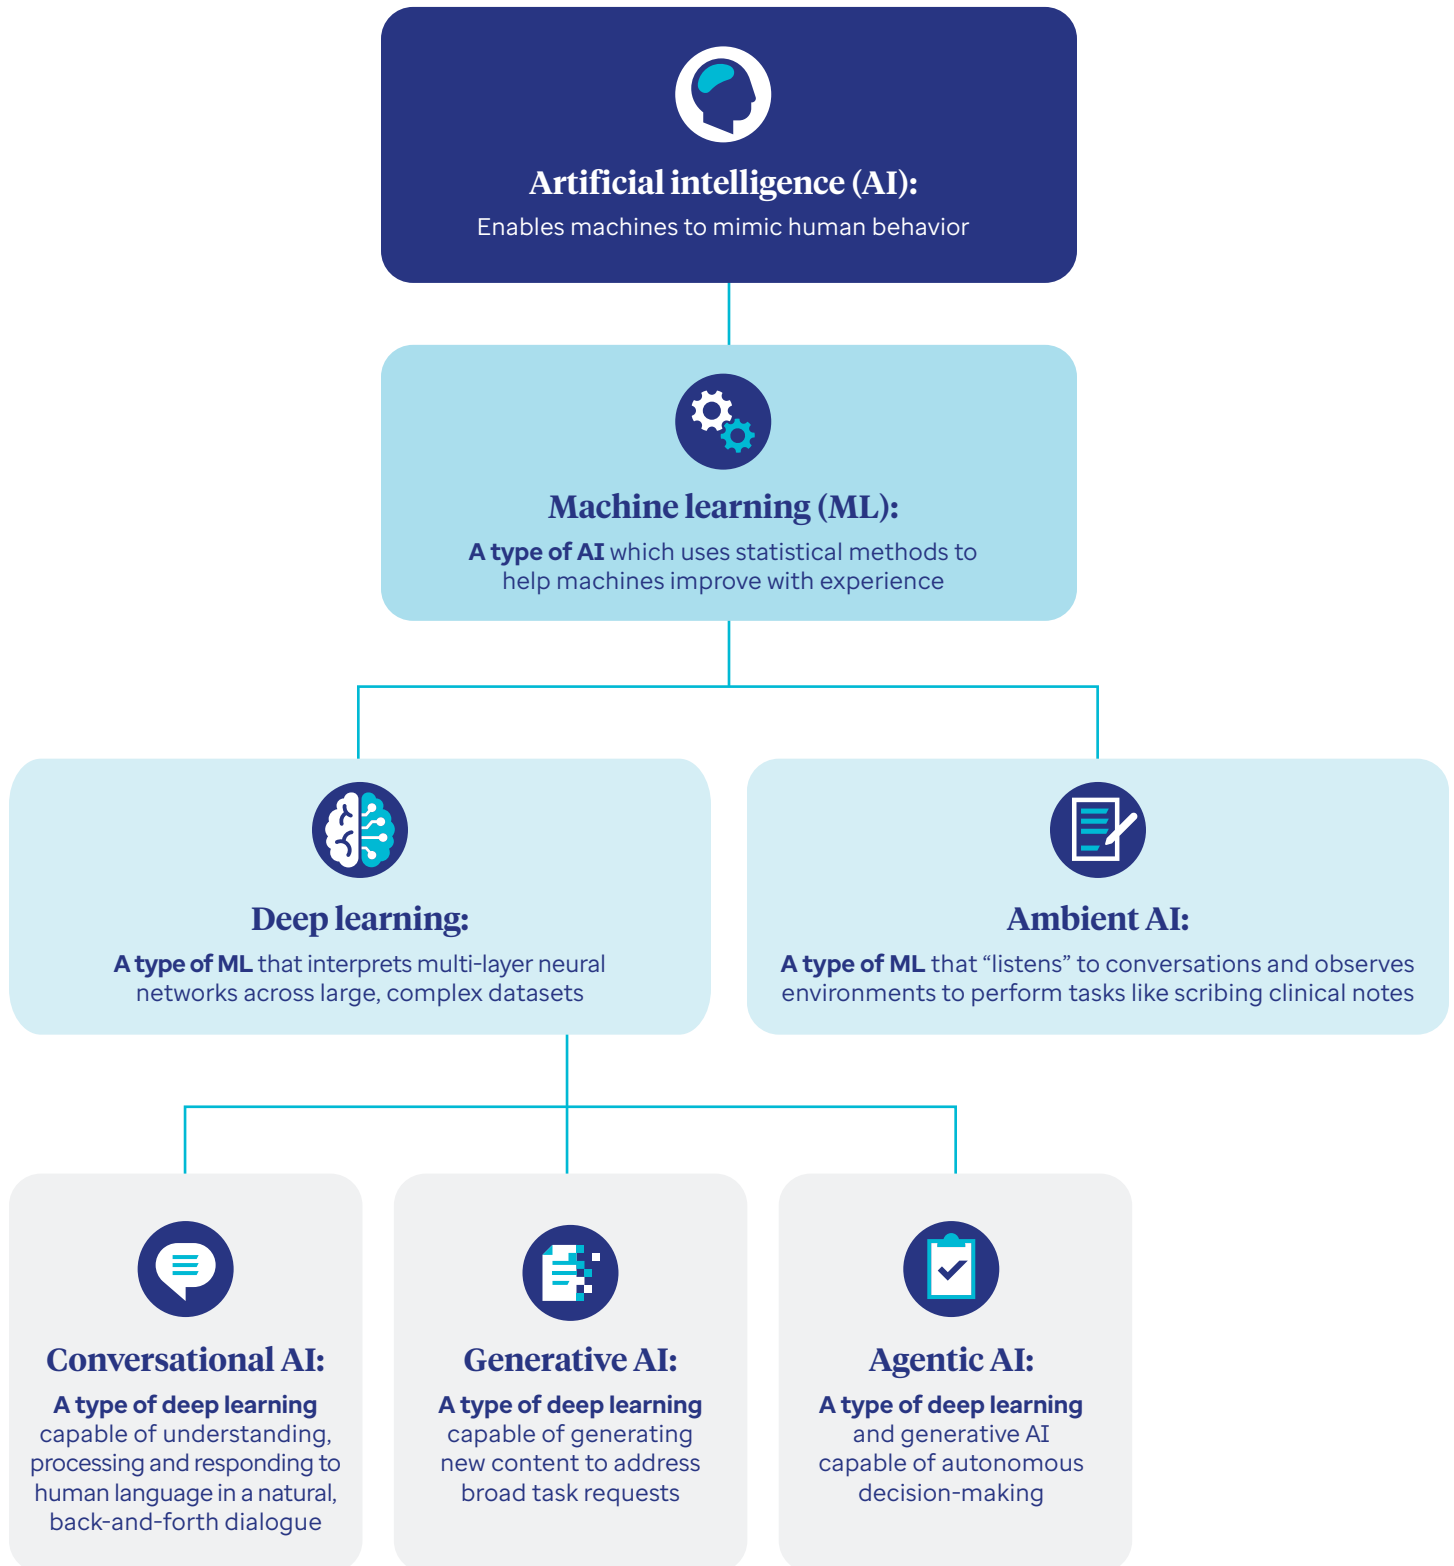 Artificial intelligence (AI):
Enables machines to mimic human behavior
Machine learning (ML):
A type of AI which uses statistical methods to
help machines improve with experience
Deep learning:
A type of ML that interprets multi-layer neural
networks across large, complex datasets
Ambient AI:
A type of ML that “listens” to conversations and observes
environments to perform tasks like scribing clinical notes
Conversational AI:
A type of deep learning
capable of understanding,
processing and responding to
human language in a natural,
back-and-forth dialogue
Generative AI:
A type of deep learning
capable of generating
new content to address
broad task requests
Agentic AI:
A type of deep learning
and generative AI
capable of autonomous
decision-making